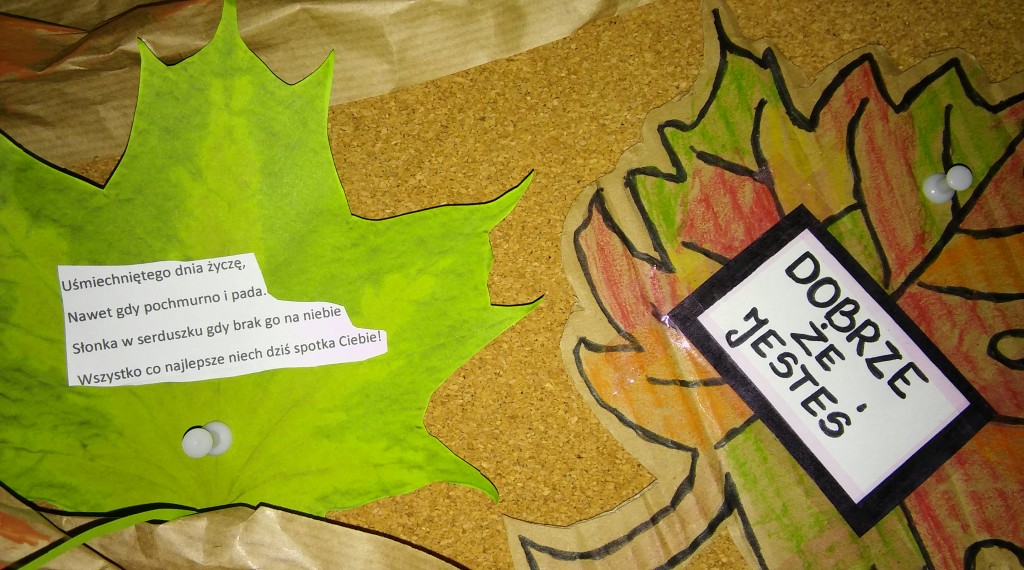 Uśmiechniętego dnia życzę,
Nawet gdy pochmurno i pada.
Słonka w serduszku gdy brak go na niebie
Wszystko co najlepsze niech dziś spotka Ciebie!
DOBRZE
ŻE
JESTEŚ